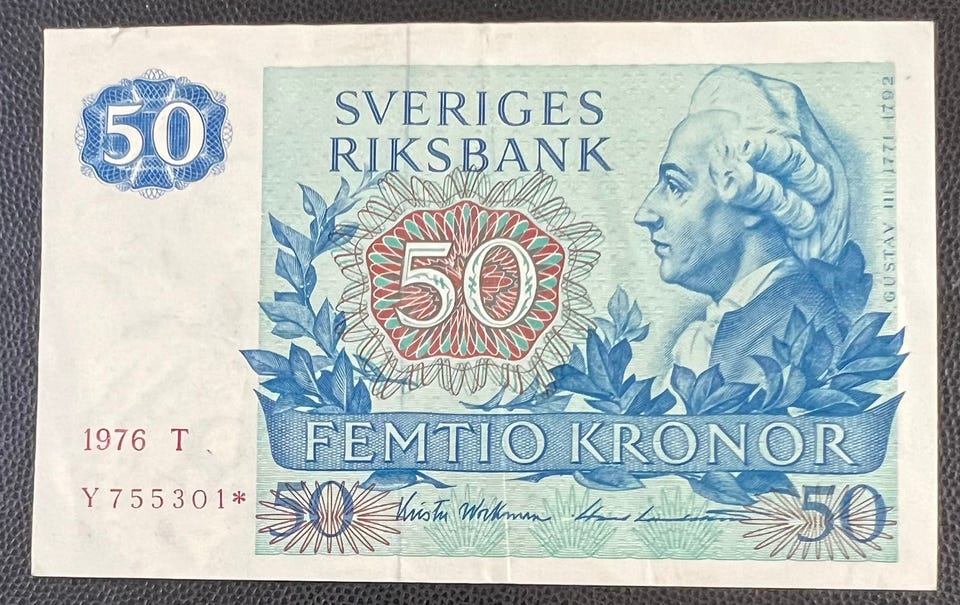 50
SVERIGES
RIKSBANK
GUSTAV III 1771-1792
50
FEMTIO KRONOR
1976 T
Y 755301*
50
50